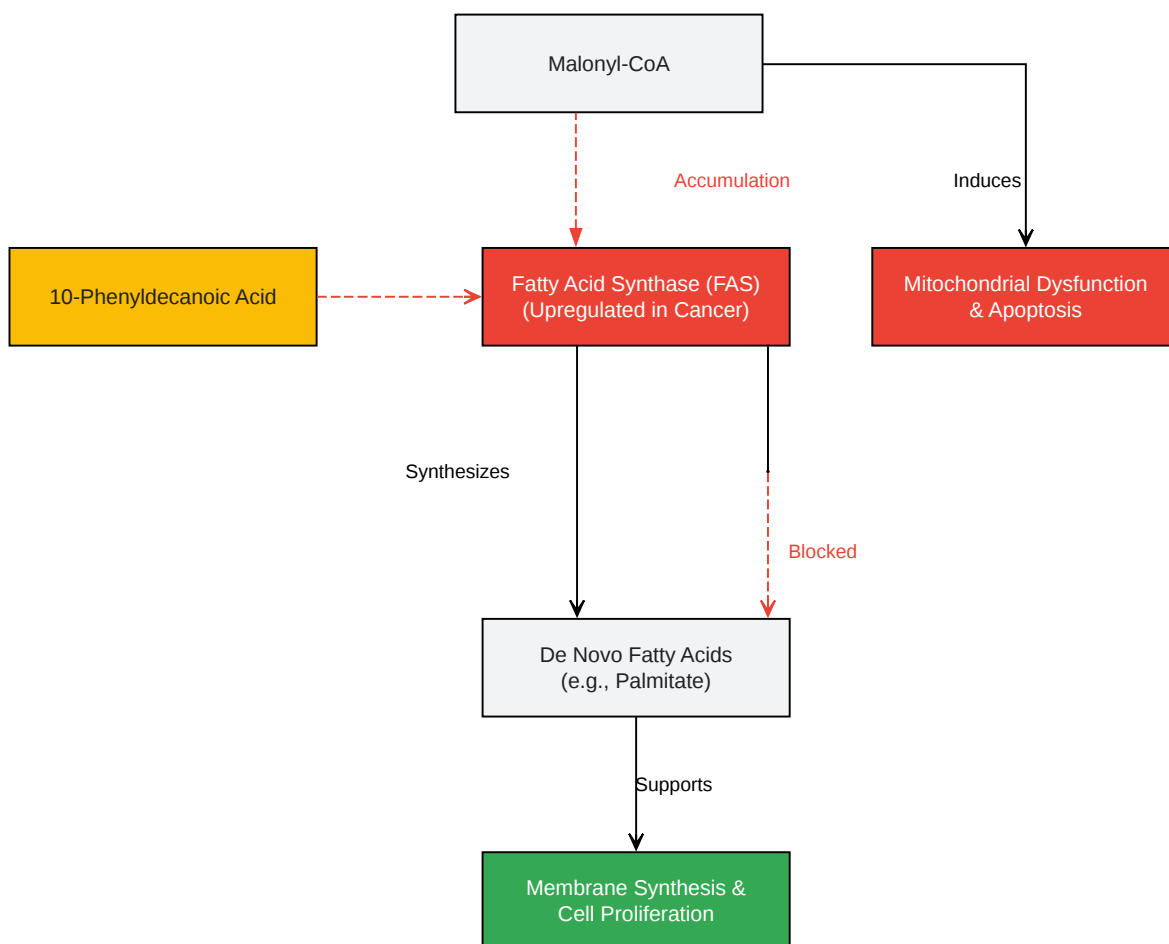 Malonyl-CoA
Accumulation
Induces
10-Phenyldecanoic Acid
Fatty Acid Synthase (FAS)
(Upregulated in Cancer)
Mitochondrial Dysfunction
& Apoptosis
Synthesizes
Blocked
De Novo Fatty Acids
(e.g., Palmitate)
Supports
Membrane Synthesis &
Cell Proliferation